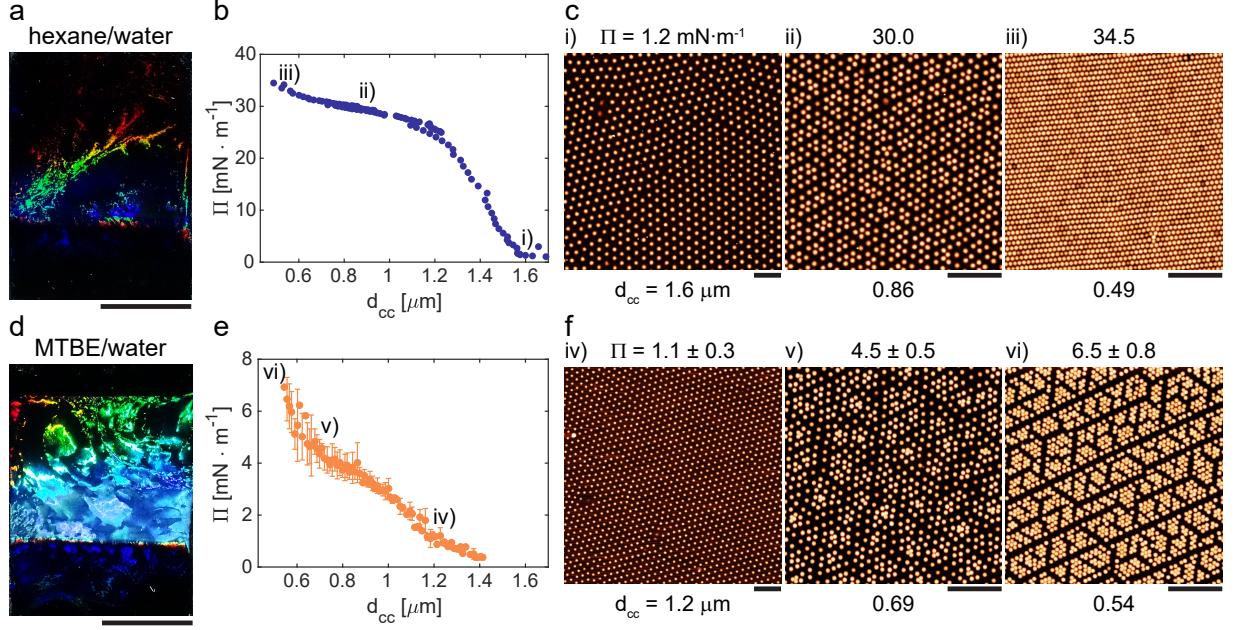 a
hexane/water
b
40
30
20
10
0
Π [mN · m⁻¹]
iii)
ii)
i)
0.6 0.8 1 1.2 1.4 1.6
d_cc [μm]
c
i) Π = 1.2 mN·m⁻¹ ii) 30.0 iii) 34.5
d_cc = 1.6 μm 0.86 0.49
d
MTBE/water
e
8
6
4
2
0
Π [mN · m⁻¹]
vi)
v)
iv)
0.6 0.8 1 1.2 1.4 1.6
d_cc [μm]
f
iv) Π = 1.1 ± 0.3 v) 4.5 ± 0.5 vi) 6.5 ± 0.8
d_cc = 1.2 μm 0.69 0.54